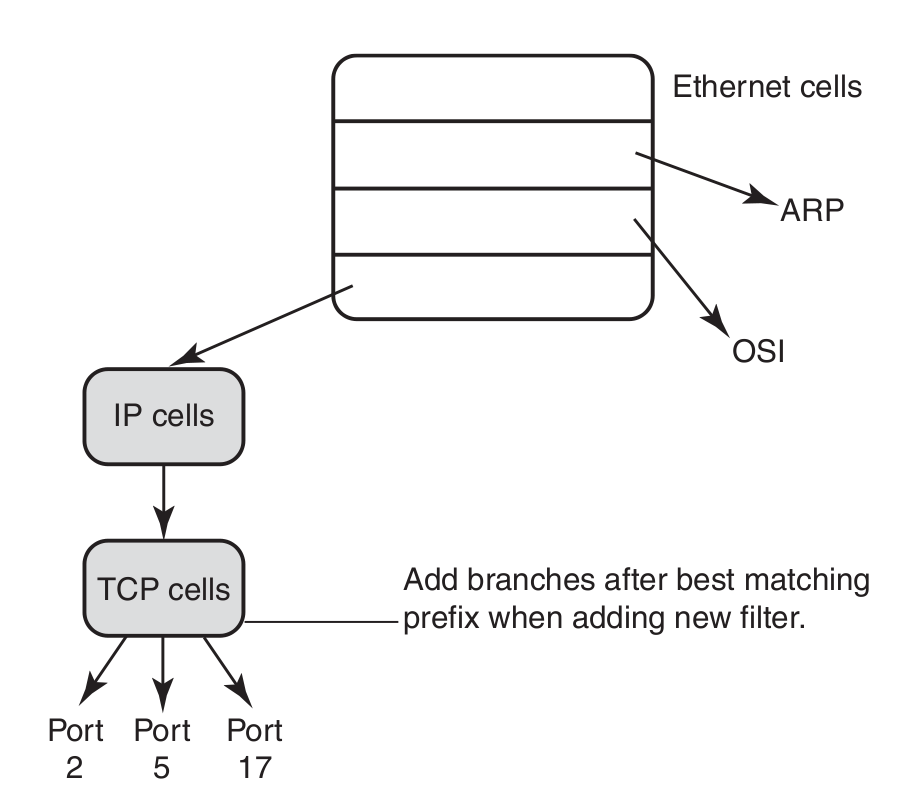 Ethernet cells
ARP
OSI
IP cells
TCP cells
Add branches after best matching
prefix when adding new filter.
Port Port Port
2 5 17